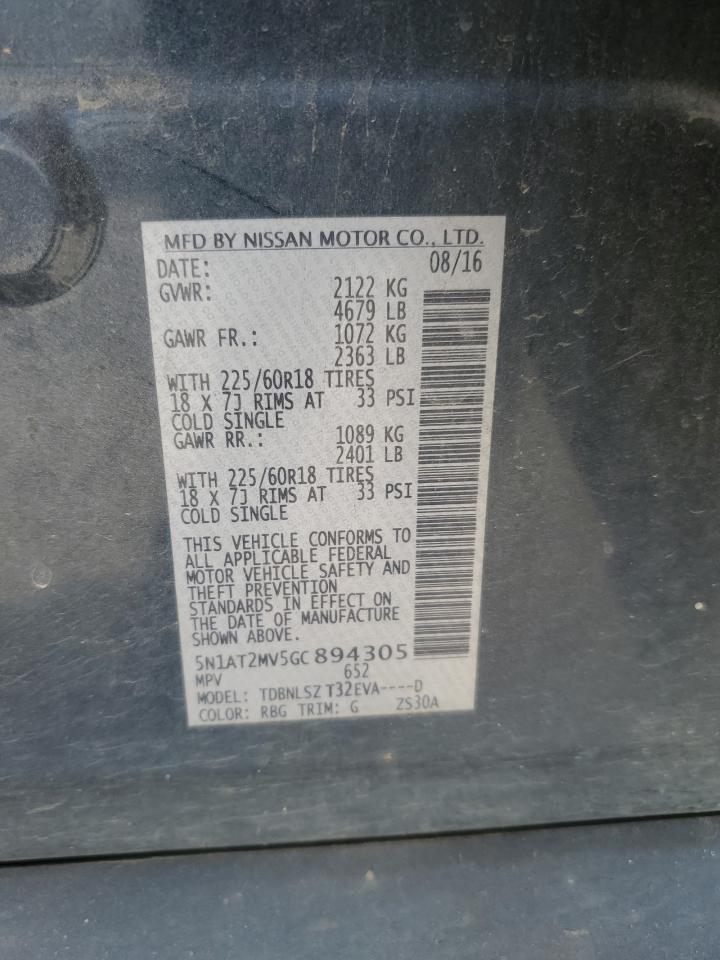 MFD BY NISSAN MOTOR CO., LTD.
DATE: 08/16
GVWR: 2122 KG
4679 LB
GAWR FR.: 1072 KG
2363 LB
WITH 225/60R18 TIRES
18 X 7J RIMS AT 33 PSI
COLD SINGLE
GAWR RR.: 1089 KG
2401 LB
WITH 225/60R18 TIRES
18 X 7J RIMS AT 33 PSI
COLD SINGLE
THIS VEHICLE CONFORMS TO
ALL APPLICABLE FEDERAL
MOTOR VEHICLE SAFETY AND
THEFT PREVENTION
STANDARDS IN EFFECT ON
THE DATE OF MANUFACTURE
SHOWN ABOVE.
5N1AT2MV5GC894305
MPV 652
MODEL: TDBNLSZ T32EVA----D
COLOR: RBG TRIM: G ZS30A